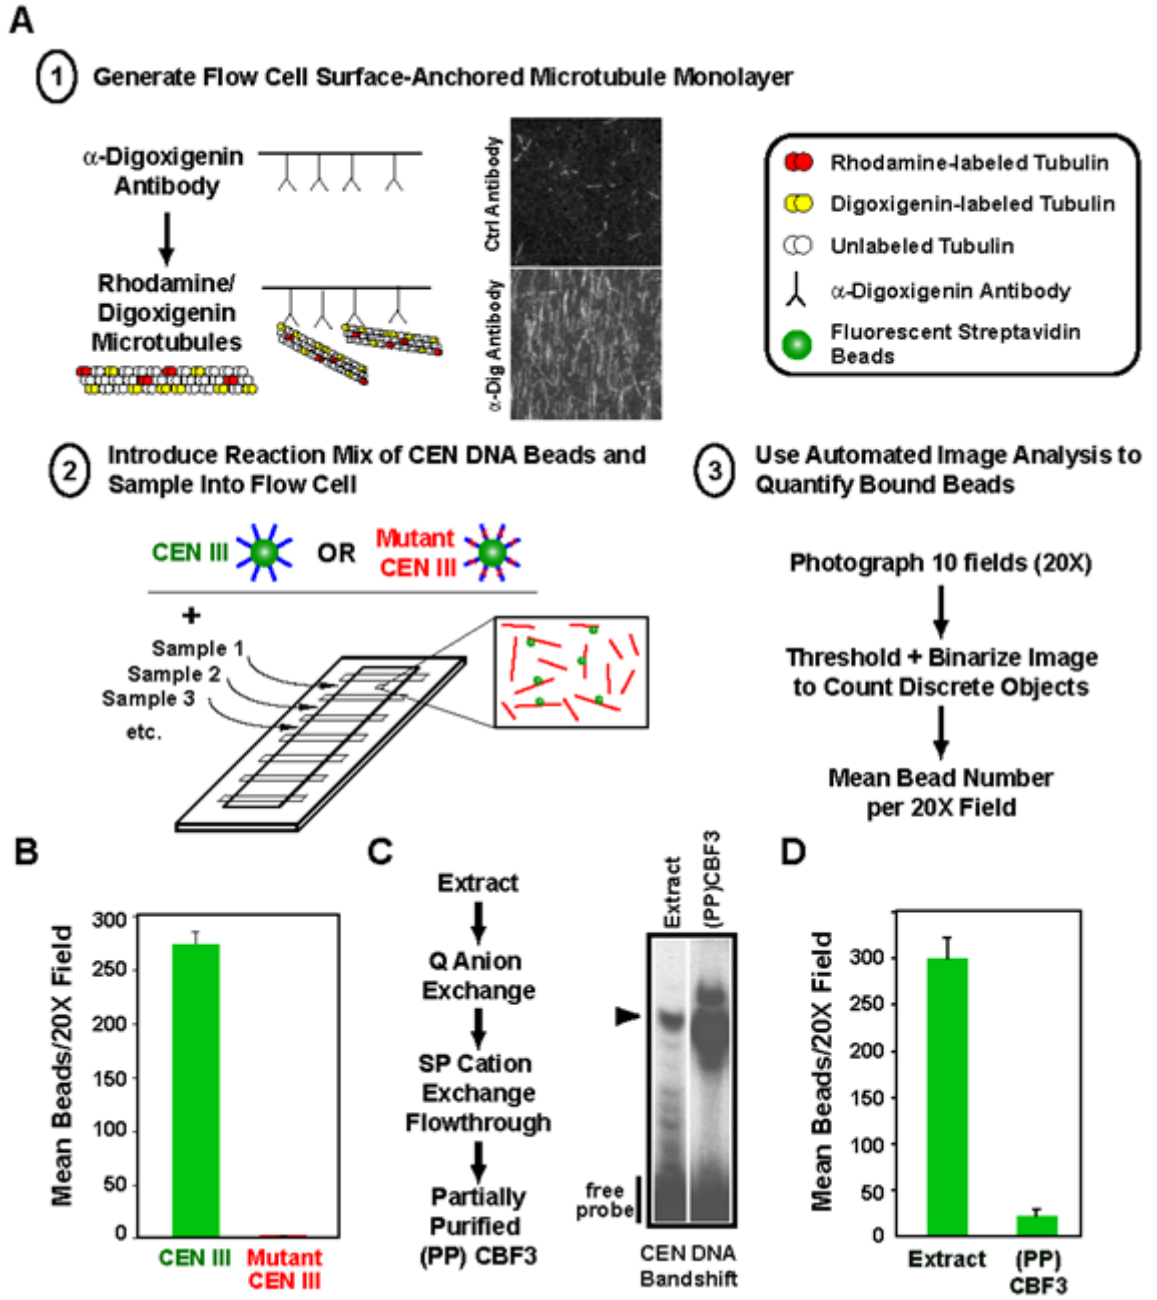 A
1 Generate Flow Cell Surface-Anchored Microtubule Monolayer
α-Digoxigenin
Antibody
Rhodamine/
Digoxigenin
Microtubules
Ctrl Antibody
α-Dig Antibody
Rhodamine-labeled Tubulin
Digoxigenin-labeled Tubulin
Unlabeled Tubulin
α-Digoxigenin Antibody
Fluorescent Streptavidin
Beads
2 Introduce Reaction Mix of CEN DNA Beads and
Sample Into Flow Cell
CEN III OR Mutant
CEN III
+
Sample 1
Sample 2
Sample 3
etc.
3 Use Automated Image Analysis to
Quantify Bound Beads
Photograph 10 fields (20X)
Threshold + Binarize Image
to Count Discrete Objects
Mean Bead Number
per 20X Field
B
Mean Beads/20X Field
300
250
200
150
100
50
0
CEN III
Mutant
CEN III
C
Extract
Q Anion
Exchange
SP Cation
Exchange
Flowthrough
Partially
Purified
(PP) CBF3
Extract
(PP)CBF3
free
probe
CEN DNA
Bandshift
D
Mean Beads/20X Field
300
250
200
150
100
50
0
Extract
(PP)
CBF3